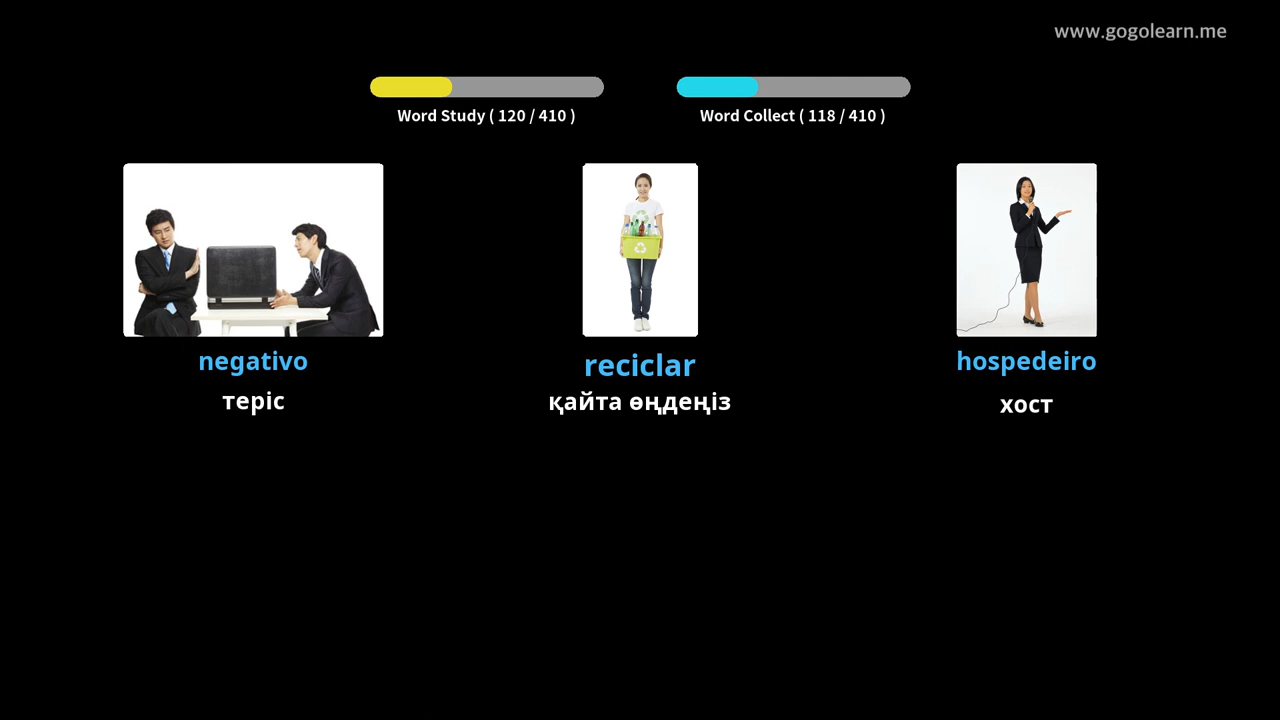 www.gogolearn.me
Word Study ( 120 / 410 )
Word Collect ( 118 / 410 )
negativo
теріс
reciclar
қайта өңдеңіз
hospedeiro
хост